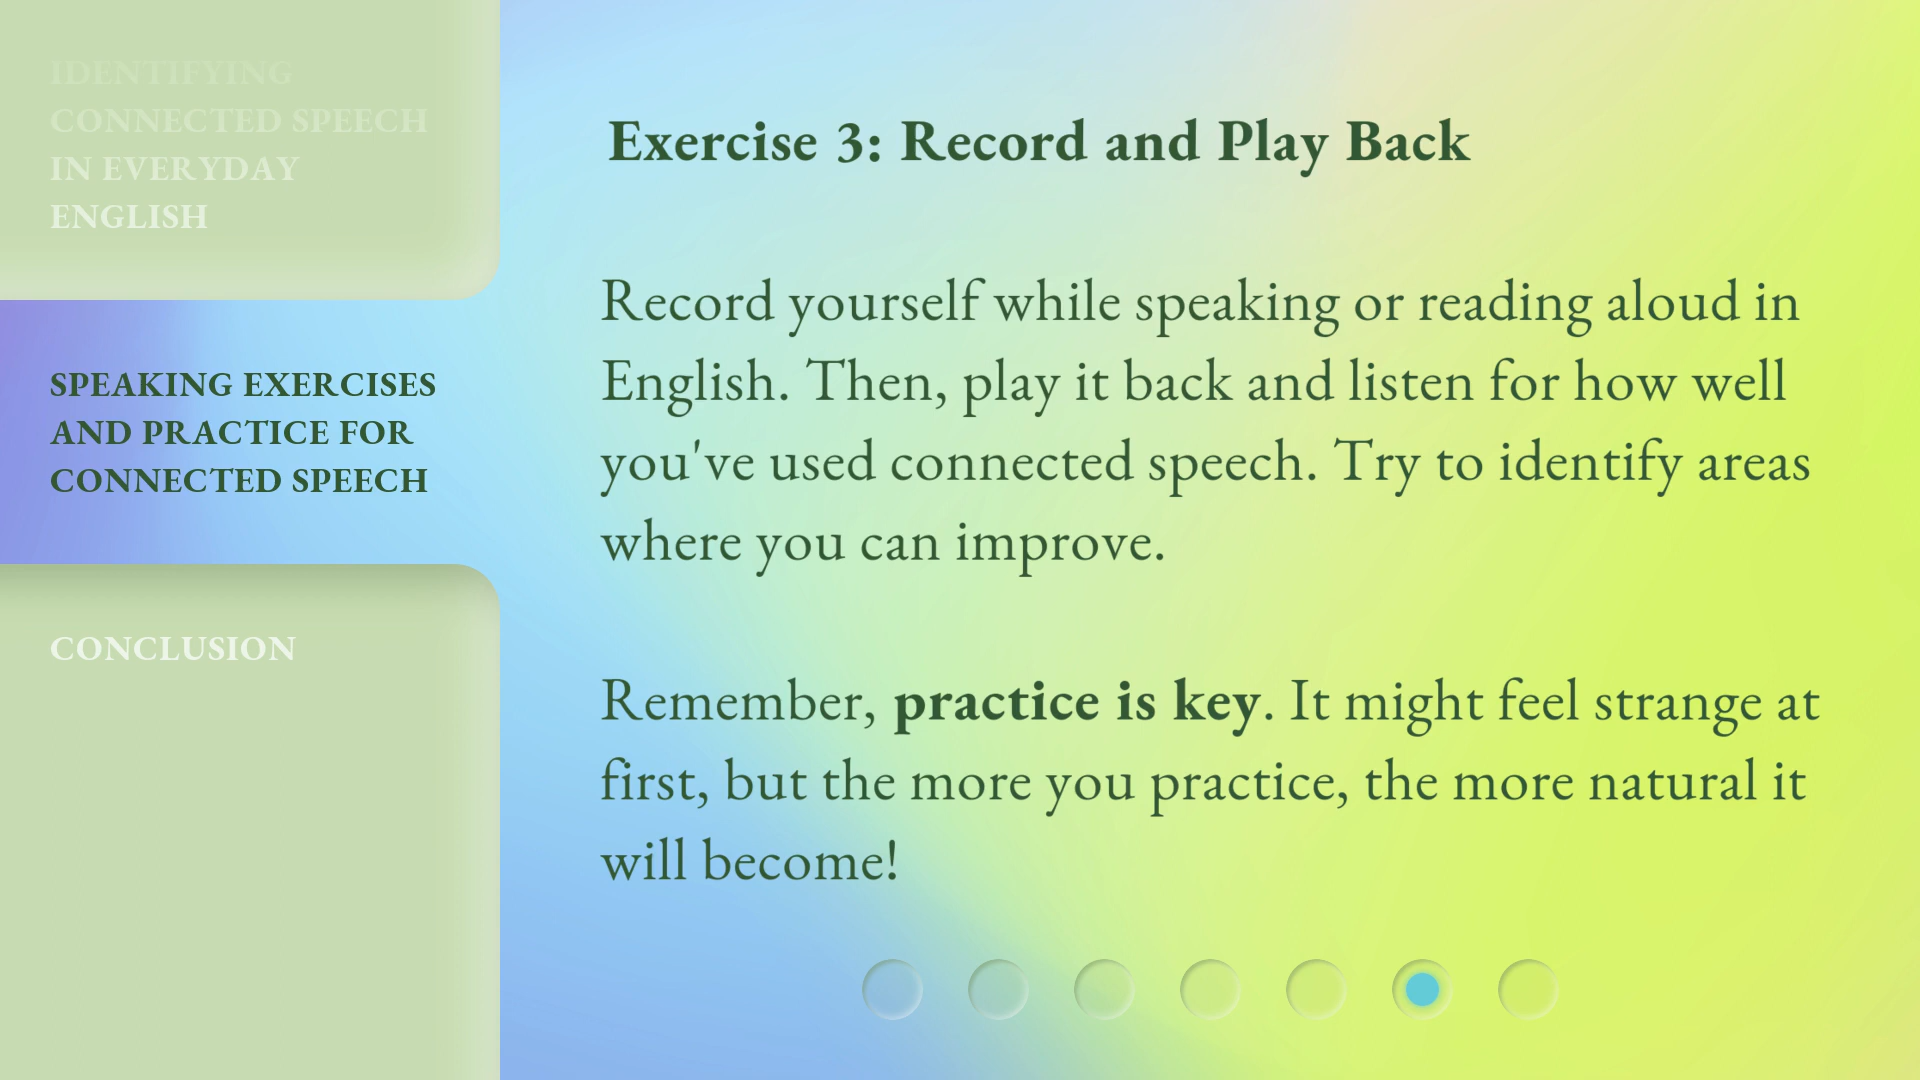 IDENTIFYING
CONNECTED SPEECH
IN EVERYDAY
ENGLISH
SPEAKING EXERCISES
AND PRACTICE FOR
CONNECTED SPEECH
CONCLUSION
Exercise 3: Record and Play Back
Record yourself while speaking or reading aloud in
English. Then, play it back and listen for how well
you've used connected speech. Try to identify areas
where you can improve.
Remember, practice is key. It might feel strange at
first, but the more you practice, the more natural it
will become!